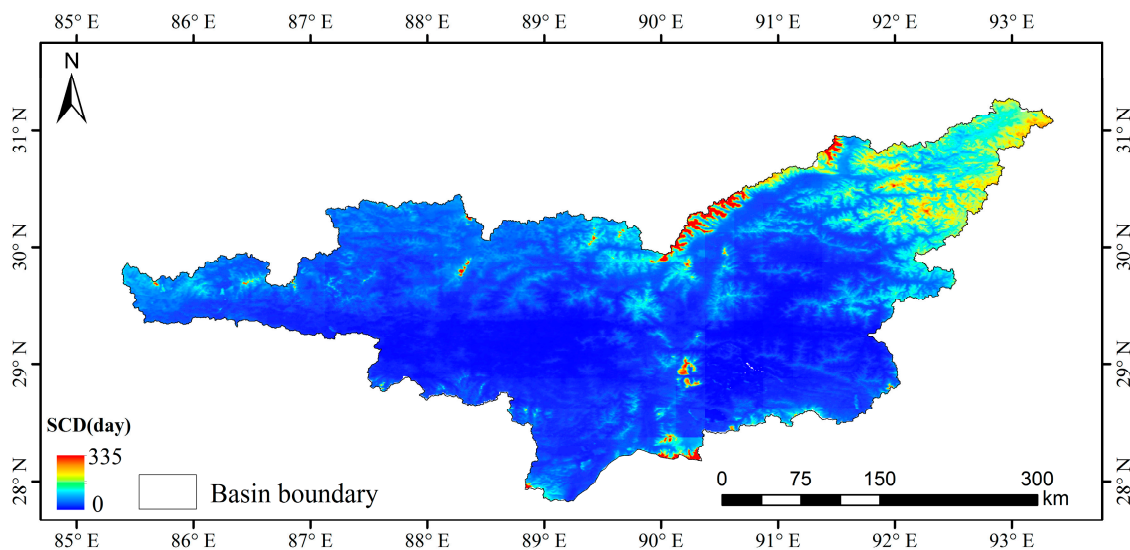 85° E 86° E 87° E 88° E 89° E 90° E 91° E 92° E 93° E
N
31° N 31° N
30° N 30° N
29° N 29° N
28° N 28° N
SCD(day)
335
0
Basin boundary
0 75 150 300
km
85° E 86° E 87° E 88° E 89° E 90° E 91° E 92° E 93° E